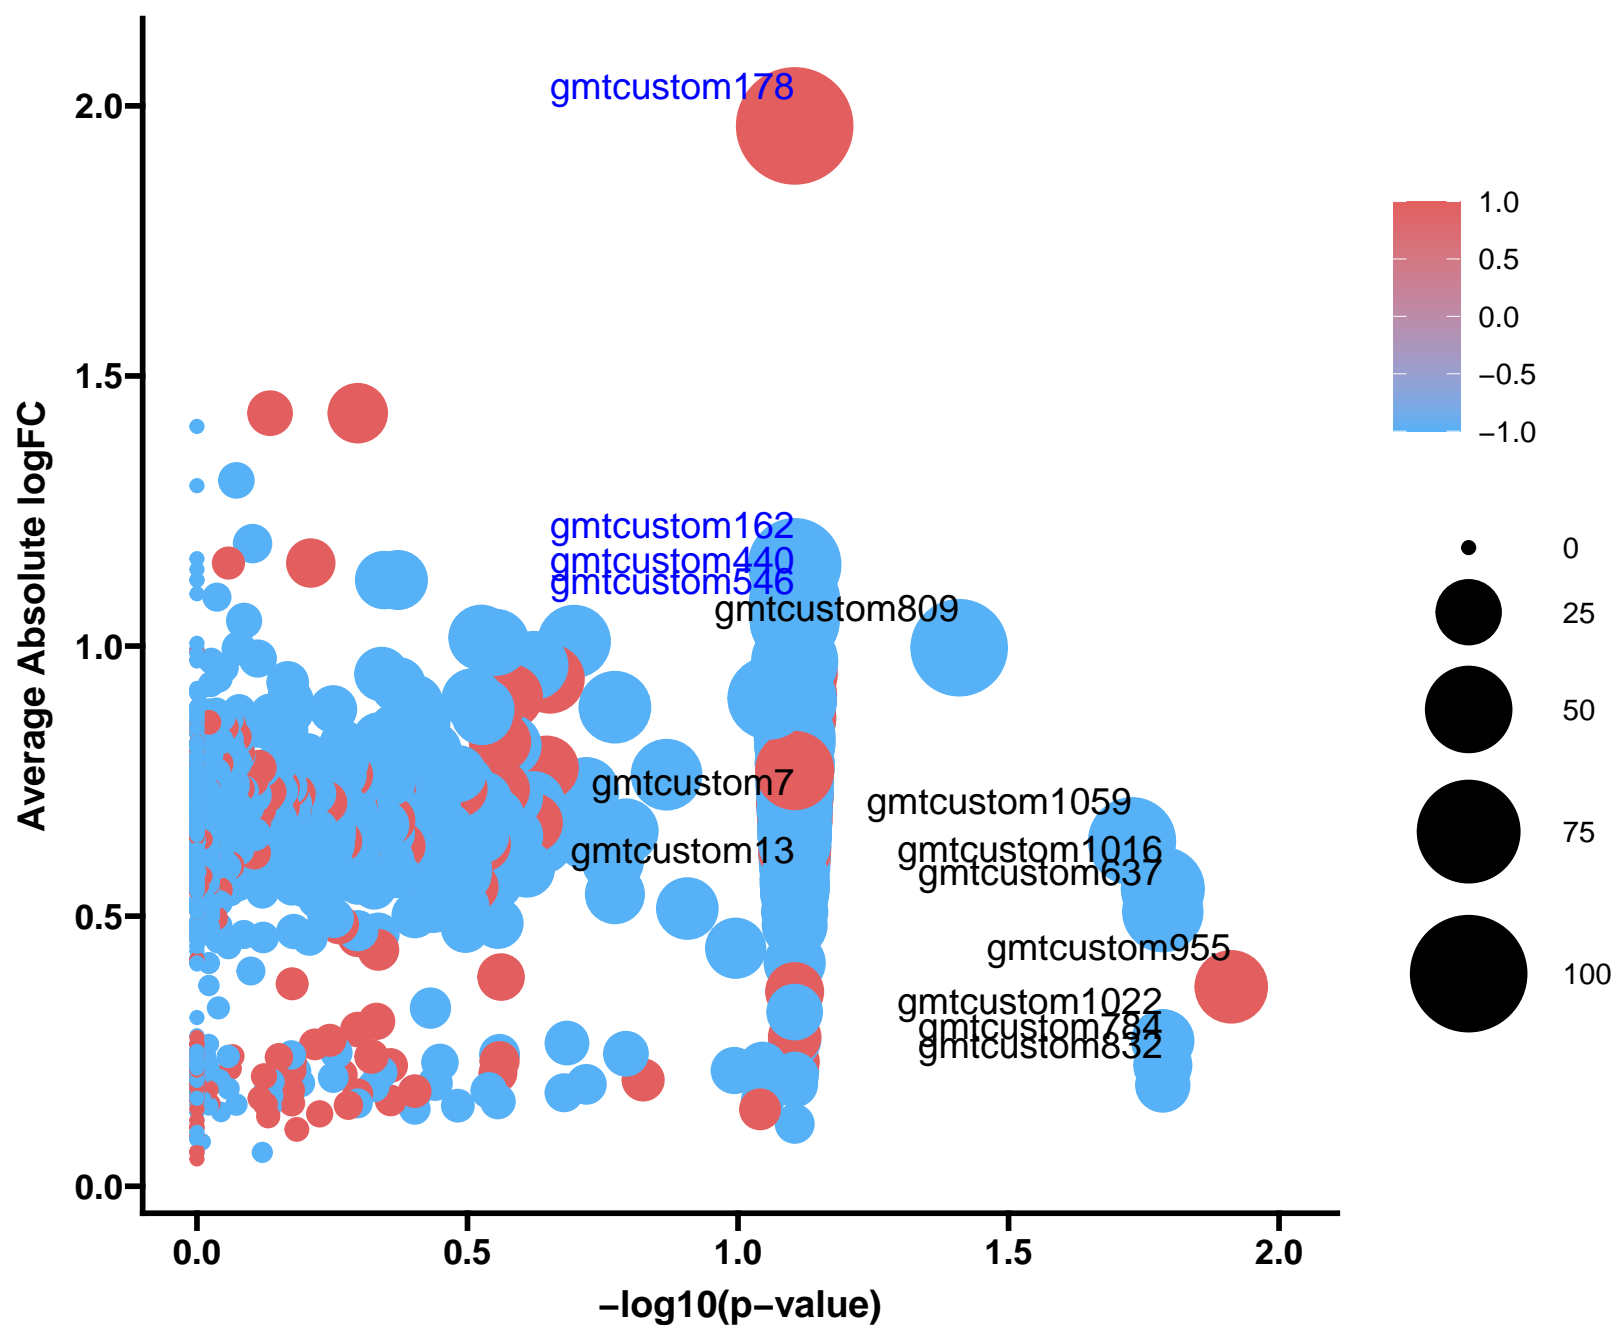 2.0
1.5
1.0
0.5
0.0
Average Absolute logFC
gmtcustom178
gmtcustom162
gmtcustom440
gmtcustom546
gmtcustom809
gmtcustom7
gmtcustom1059
gmtcustom13
gmtcustom1016
gmtcustom637
gmtcustom955
gmtcustom1022
gmtcustom784
gmtcustom832
0.0 0.5 1.0 1.5 2.0
−log10(p−value)
1.0
0.5
0.0
−0.5
−1.0
0
25
50
75
100